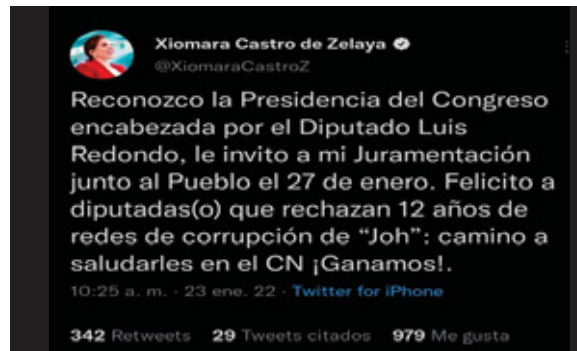 Xiomara Castro de Zelaya
@XiomaraCastroZ
Reconozco la Presidencia del Congreso
encabezada por el Diputado Luis
Redondo, le invito a mi Juramentación
junto al Pueblo el 27 de enero. Felicito a
diputadas(o) que rechazan 12 años de
redes de corrupción de “Joh”: camino a
saludarles en el CN ¡Ganamos!.
10:25 a. m. · 23 ene. 22 · Twitter for iPhone
342 Retweets 29 Tweets citados 979 Me gusta